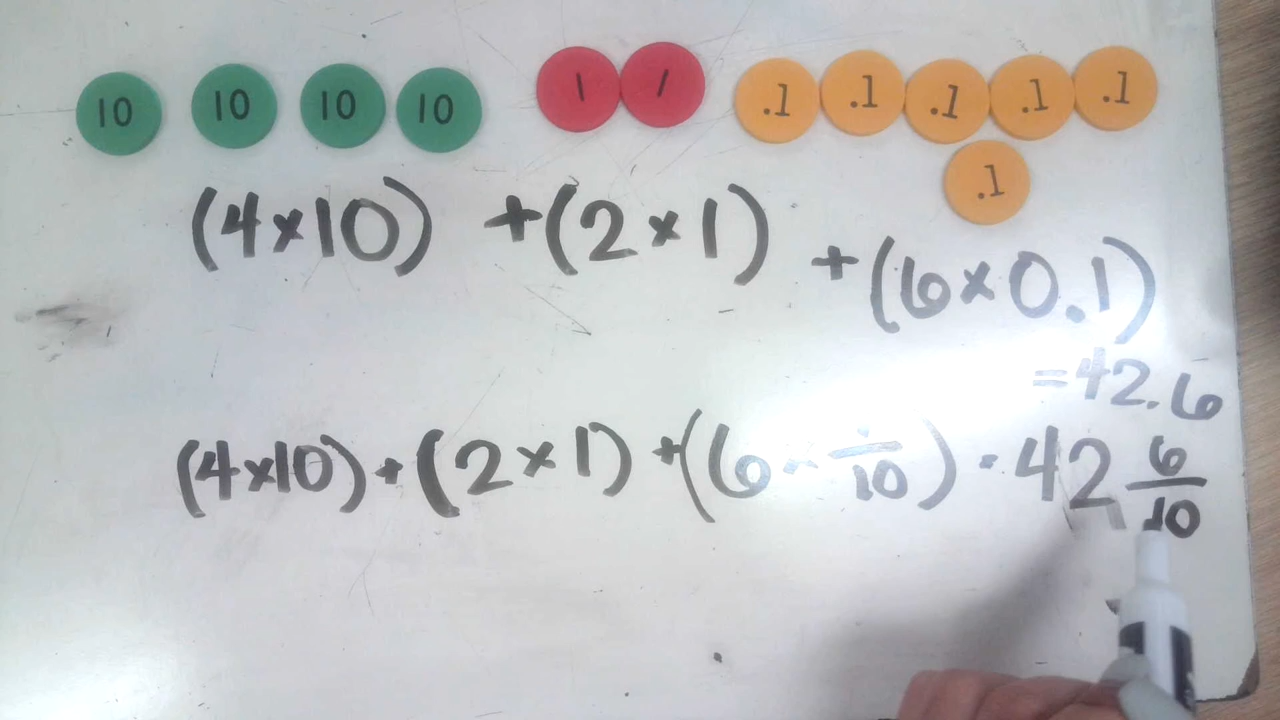 10 10 10 10 1 1 .1 .1 .1 .1 .1
.1
(4×10) +(2×1) +(6×0.1)
=42.6
(4×10)+(2×1)+(6×1/10)=42 6/10